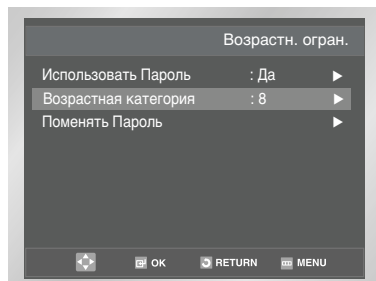 Возрастн. огран.
Использовать Пароль : Да ►
Возрастная категория : 8 ►
Поменять Пароль ►
OK RETURN MENU